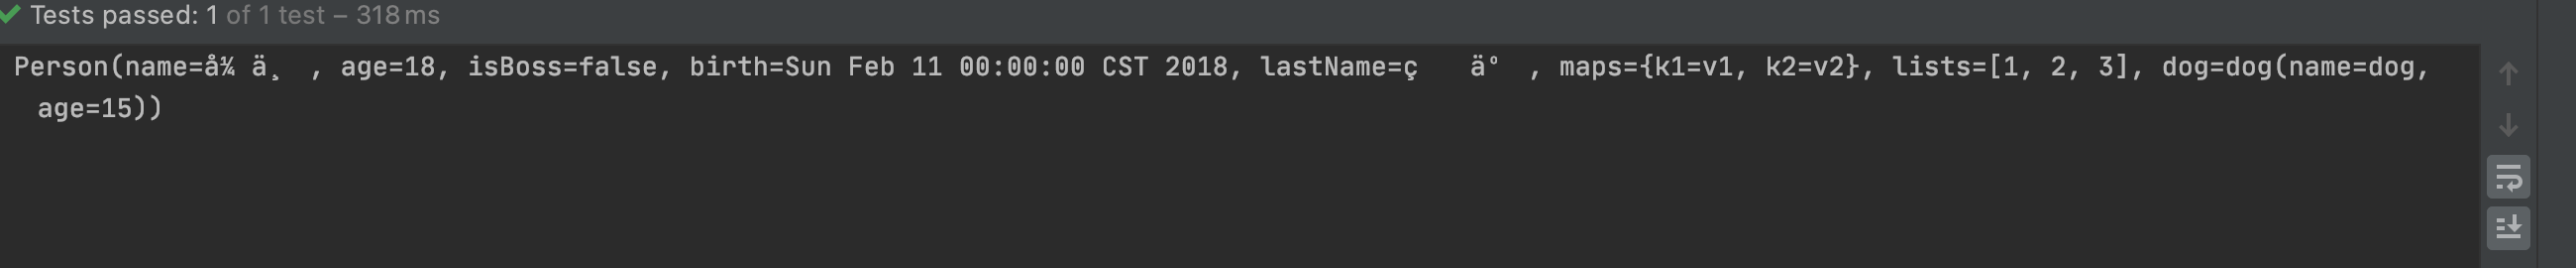 Tests passed: 1 of 1 test – 318 ms
Person(name=å¼ ä¸ , age=18, isBoss=false, birth=Sun Feb 11 00:00:00 CST 2018, lastName=ç äº , maps={k1=v1, k2=v2}, lists=[1, 2, 3], dog=dog(name=dog,
age=15))